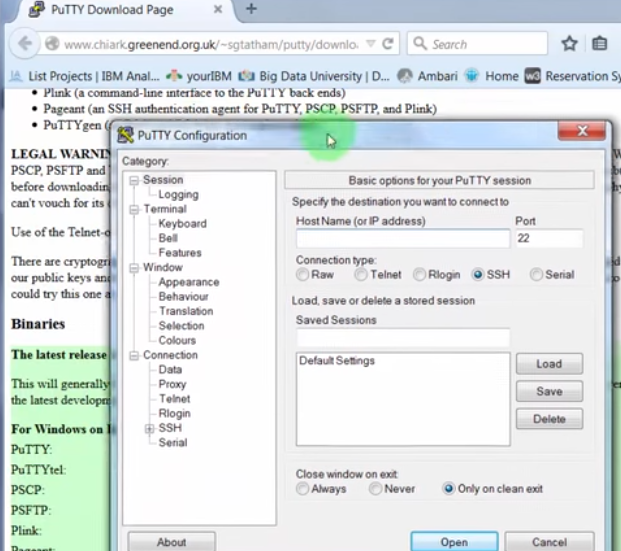 PuTTY Download Page
www.chiark.greenend.org.uk/~sgtatham/putty/downlo
Search
List Projects | IBM Anal... yourIBM Big Data University | D... Ambari Home w3 Reservation Sy
Plink (a command-line interface to the PuTTY back ends)
Pageant (an SSH authentication agent for PuTTY, PSCP, PSFTP, and Plink)
PuTTYgen (
LEGAL WARNIN
PSCP, PSFTP and
before downloadin
can't vouch for its
Use of the Telnet-o
There are cryptogr
our public keys an
could try this one a
Binaries
The latest release
This will generally
the latest developm
For Windows on I
PuTTY:
PuTTYtel:
PSCP:
PSFTP:
Plink:
Pageant:
PuTTY Configuration
Category:
Session
Logging
Terminal
Keyboard
Bell
Features
Window
Appearance
Behaviour
Translation
Selection
Colours
Connection
Data
Proxy
Telnet
Rlogin
SSH
Serial
Basic options for your PuTTY session
Specify the destination you want to connect to
Host Name (or IP address) Port
22
Connection type:
Raw Telnet Rlogin SSH Serial
Load, save or delete a stored session
Saved Sessions
Default Settings
Load
Save
Delete
Close window on exit:
Always Never Only on clean exit
About Open Cancel